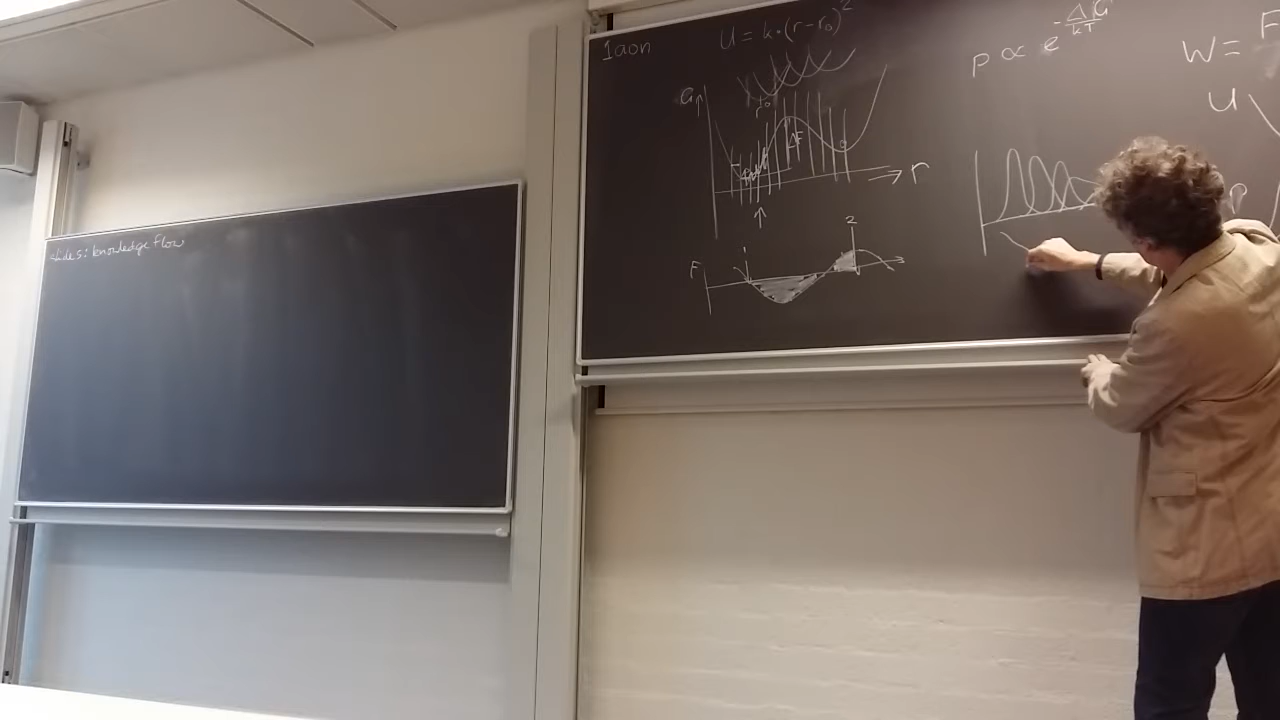 slides: knowledge flow
1aon
U = k·(r-r₀)²
G
r₀
ΔF
r
F
1
2
p ∝ e^(-ΔG/kT)
p
W = F
U